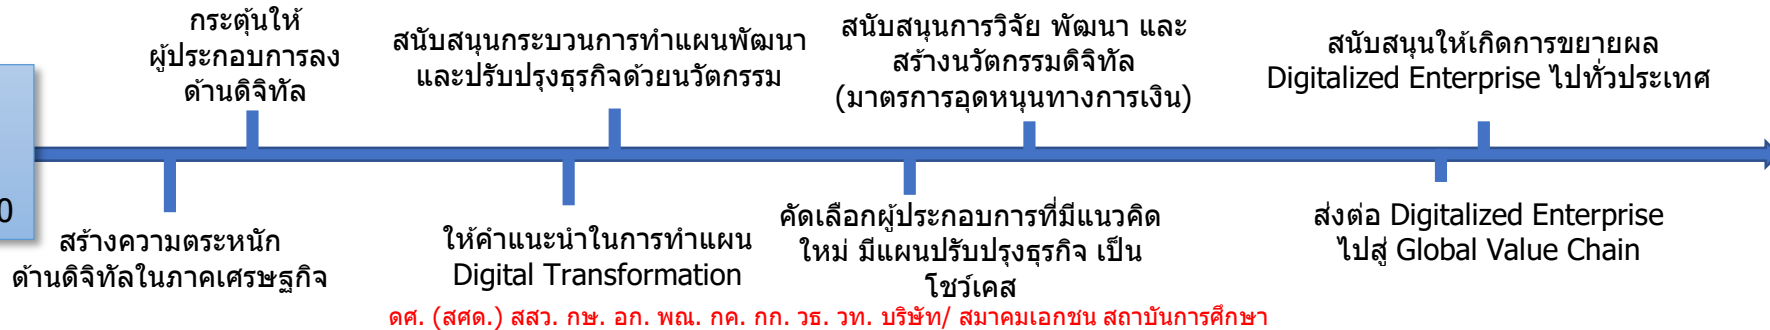 กระตุ้นให้
ผู้ประกอบการลง
ด้านดิจิทัล
สนับสนุนกระบวนการทำแผนพัฒนา
และปรับปรุงธุรกิจด้วยนวัตกรรม
สนับสนุนการวิจัย พัฒนา และ
สร้างนวัตกรรมดิจิทัล
(มาตรการอุดหนุนทางการเงิน)
สนับสนุนให้เกิดการขยายผล
Digitalized Enterprise ไปทั่วประเทศ
0
สร้างความตระหนัก
ด้านดิจิทัลในภาคเศรษฐกิจ
ให้คำแนะนำในการทำแผน
Digital Transformation
คัดเลือกผู้ประกอบการที่มีแนวคิด
ใหม่ มีแผนปรับปรุงธุรกิจ เป็น
โชว์เคส
ส่งต่อ Digitalized Enterprise
ไปสู่ Global Value Chain
ดศ. (สศด.) สสว. กษ. อก. พณ. กค. กก. วธ. วท. บริษัท/ สมาคมเอกชน สถาบันการศึกษา